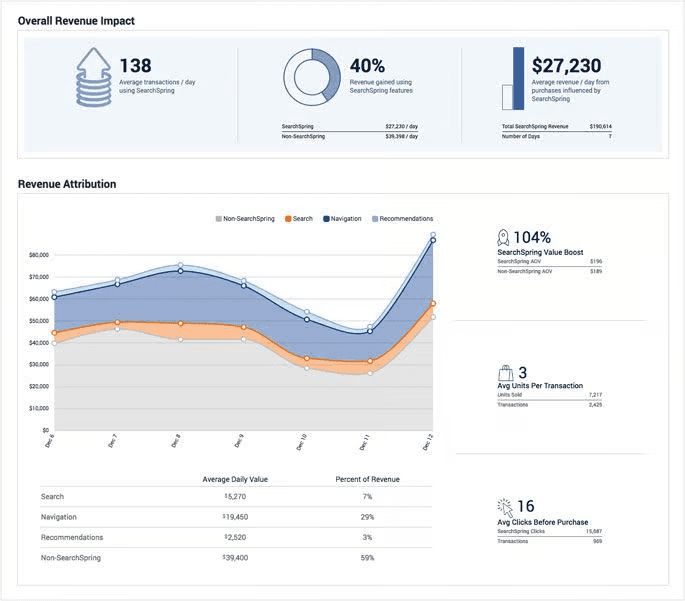 Overall Revenue Impact
138
Average transactions / day
using SearchSpring
40%
Revenue gained using
SearchSpring features
SearchSpring $27,230 / day
Non-SearchSpring $39,398 / day
$27,230
Average revenue / day from
purchases influenced by
SearchSpring
Total SearchSpring Revenue $190,614
Number of Days 7
Revenue Attribution
Non-SearchSpring Search Navigation Recommendations
$80,000
$70,000
$60,000
$50,000
$40,000
$30,000
$20,000
$10,000
$0
Dec 6 Dec 7 Dec 8 Dec 9 Dec 10 Dec 11 Dec 12
Average Daily Value Percent of Revenue
Search $5,270 7%
Navigation $19,450 29%
Recommendations $2,520 3%
Non-SearchSpring $39,400 59%
104%
SearchSpring Value Boost
SearchSpring AOV $196
Non-SearchSpring AOV $189
3
Avg Units Per Transaction
Units Sold 7,217
Transactions 2,425
16
Avg Clicks Before Purchase
SearchSpring Clicks 15,687
Transactions 969